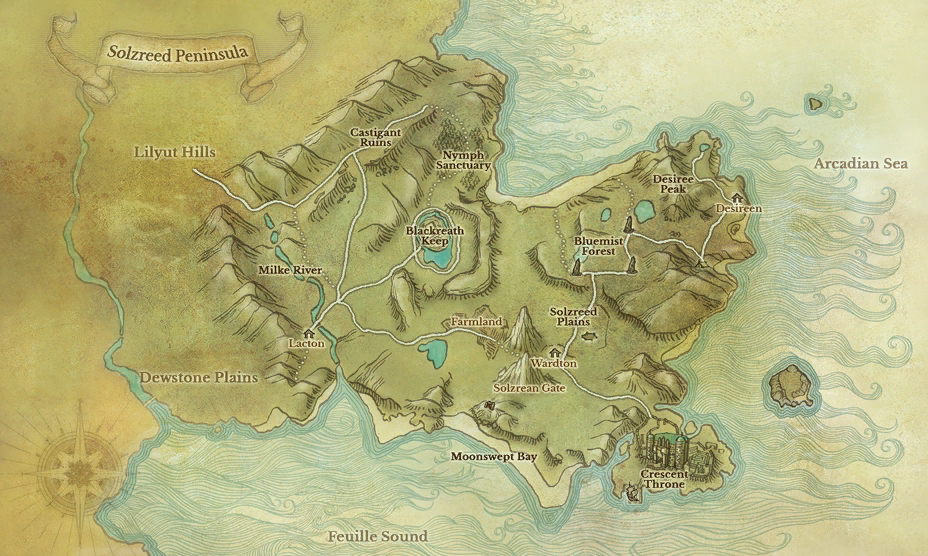 Solzreed Peninsula
Lilyut Hills
Castigant
Ruins
Nymph
Sanctuary
Arcadian Sea
Desiree
Peak
Desireen
Blackreath
Keep
Bluemist
Forest
Milke River
Solzreed
Plains
Farmland
Lacton
Wardton
Dewstone Plains
Solzrean Gate
Moonswept Bay
Crescent
Throne
Feuille Sound